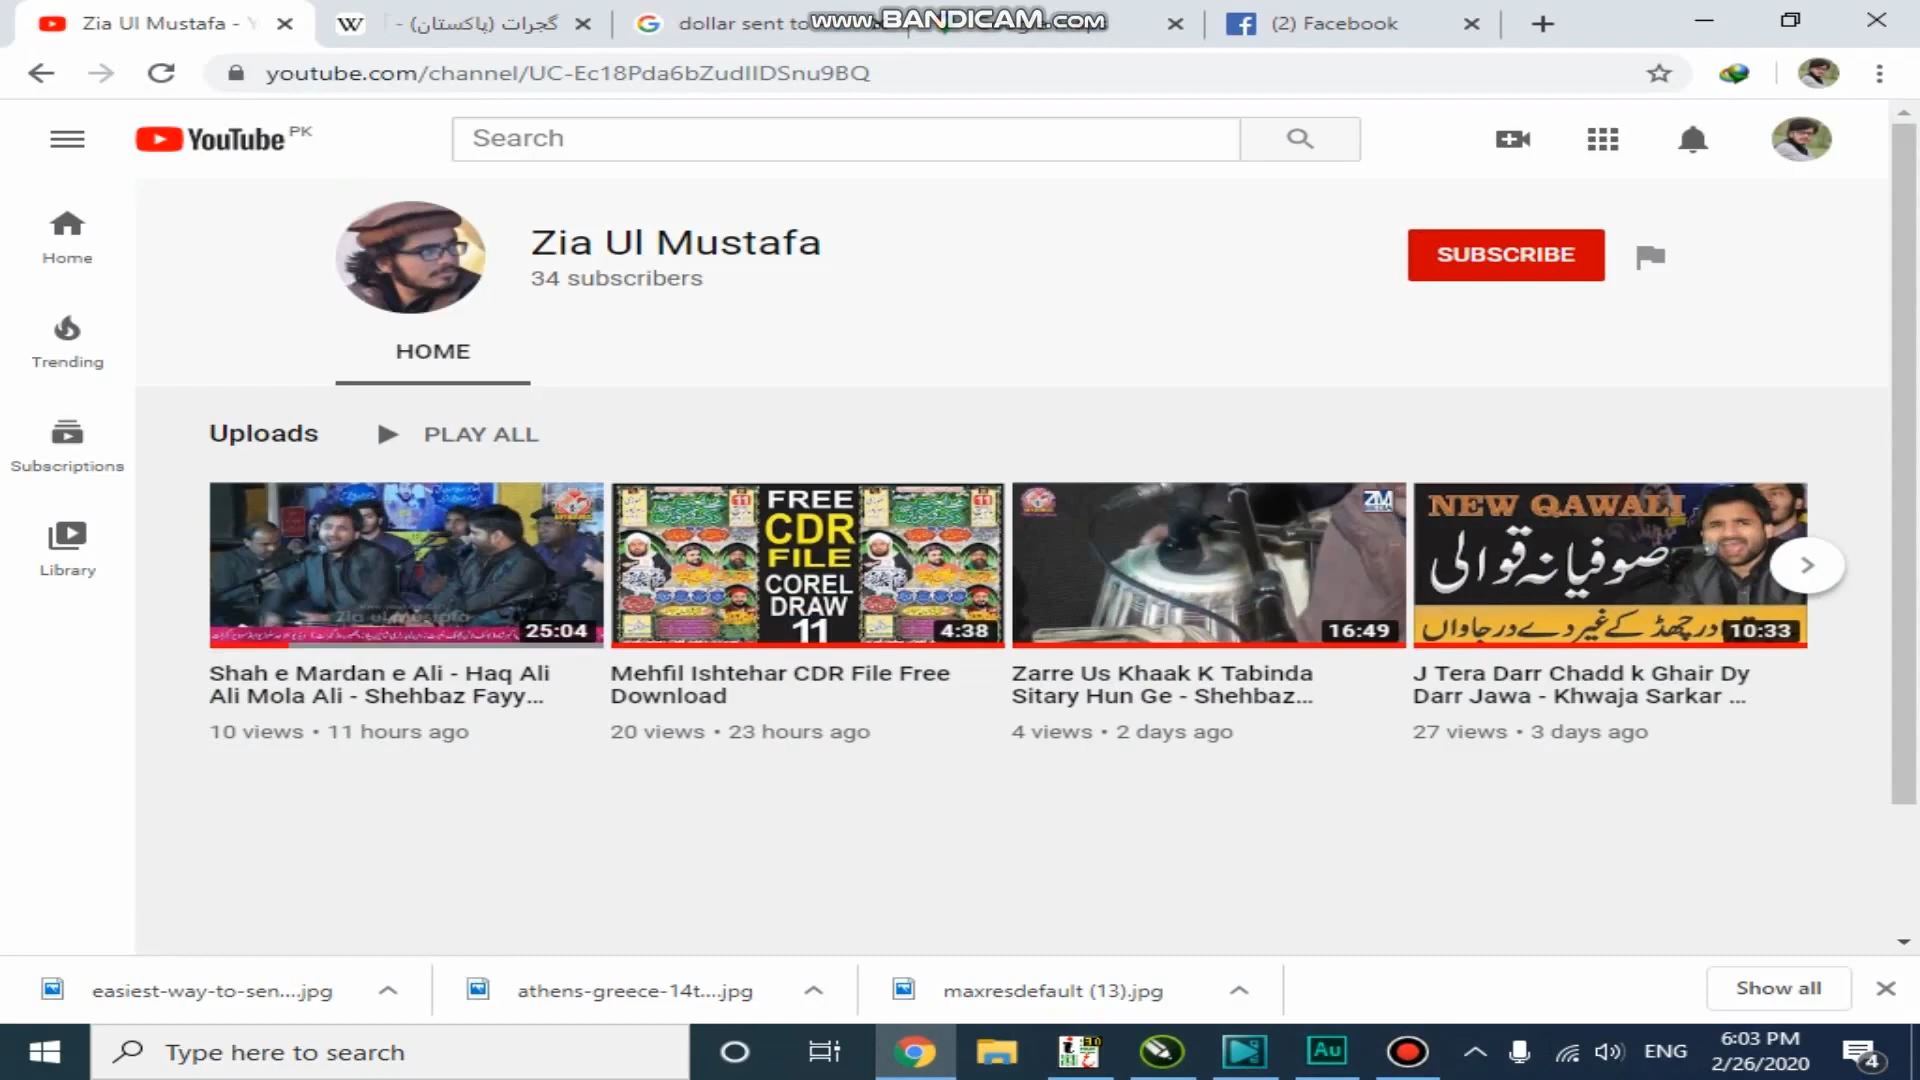 Zia Ul Mustafa - Y
گجرات (پاکستان) -
dollar sent to
www.BANDICAM.com
(2) Facebook
youtube.com/channel/UC-Ec18Pda6bZudIIDSnu9BQ
YouTube PK
Search
Home
Trending
Subscriptions
Library
Zia Ul Mustafa
34 subscribers
SUBSCRIBE
HOME
Uploads
PLAY ALL
Zia ul mustafa
25:04
FREE
CDR
FILE
COREL
DRAW
11
4:38
ZM
MEDIA
16:49
NEW QAWALI
صوفیانہ قوالی
در چھڈ کے غیر دے در جاواں
10:33
Shah e Mardan e Ali - Haq Ali
Ali Mola Ali - Shehbaz Fayy...
10 views • 11 hours ago
Mehfil Ishtehar CDR File Free
Download
20 views • 23 hours ago
Zarre Us Khaak K Tabinda
Sitary Hun Ge - Shehbaz...
4 views • 2 days ago
J Tera Darr Chadd k Ghair Dy
Darr Jawa - Khwaja Sarkar ...
27 views • 3 days ago
easiest-way-to-sen....jpg
athens-greece-14t....jpg
maxresdefault (13).jpg
Show all
Type here to search
Au
ENG
6:03 PM
2/26/2020
4